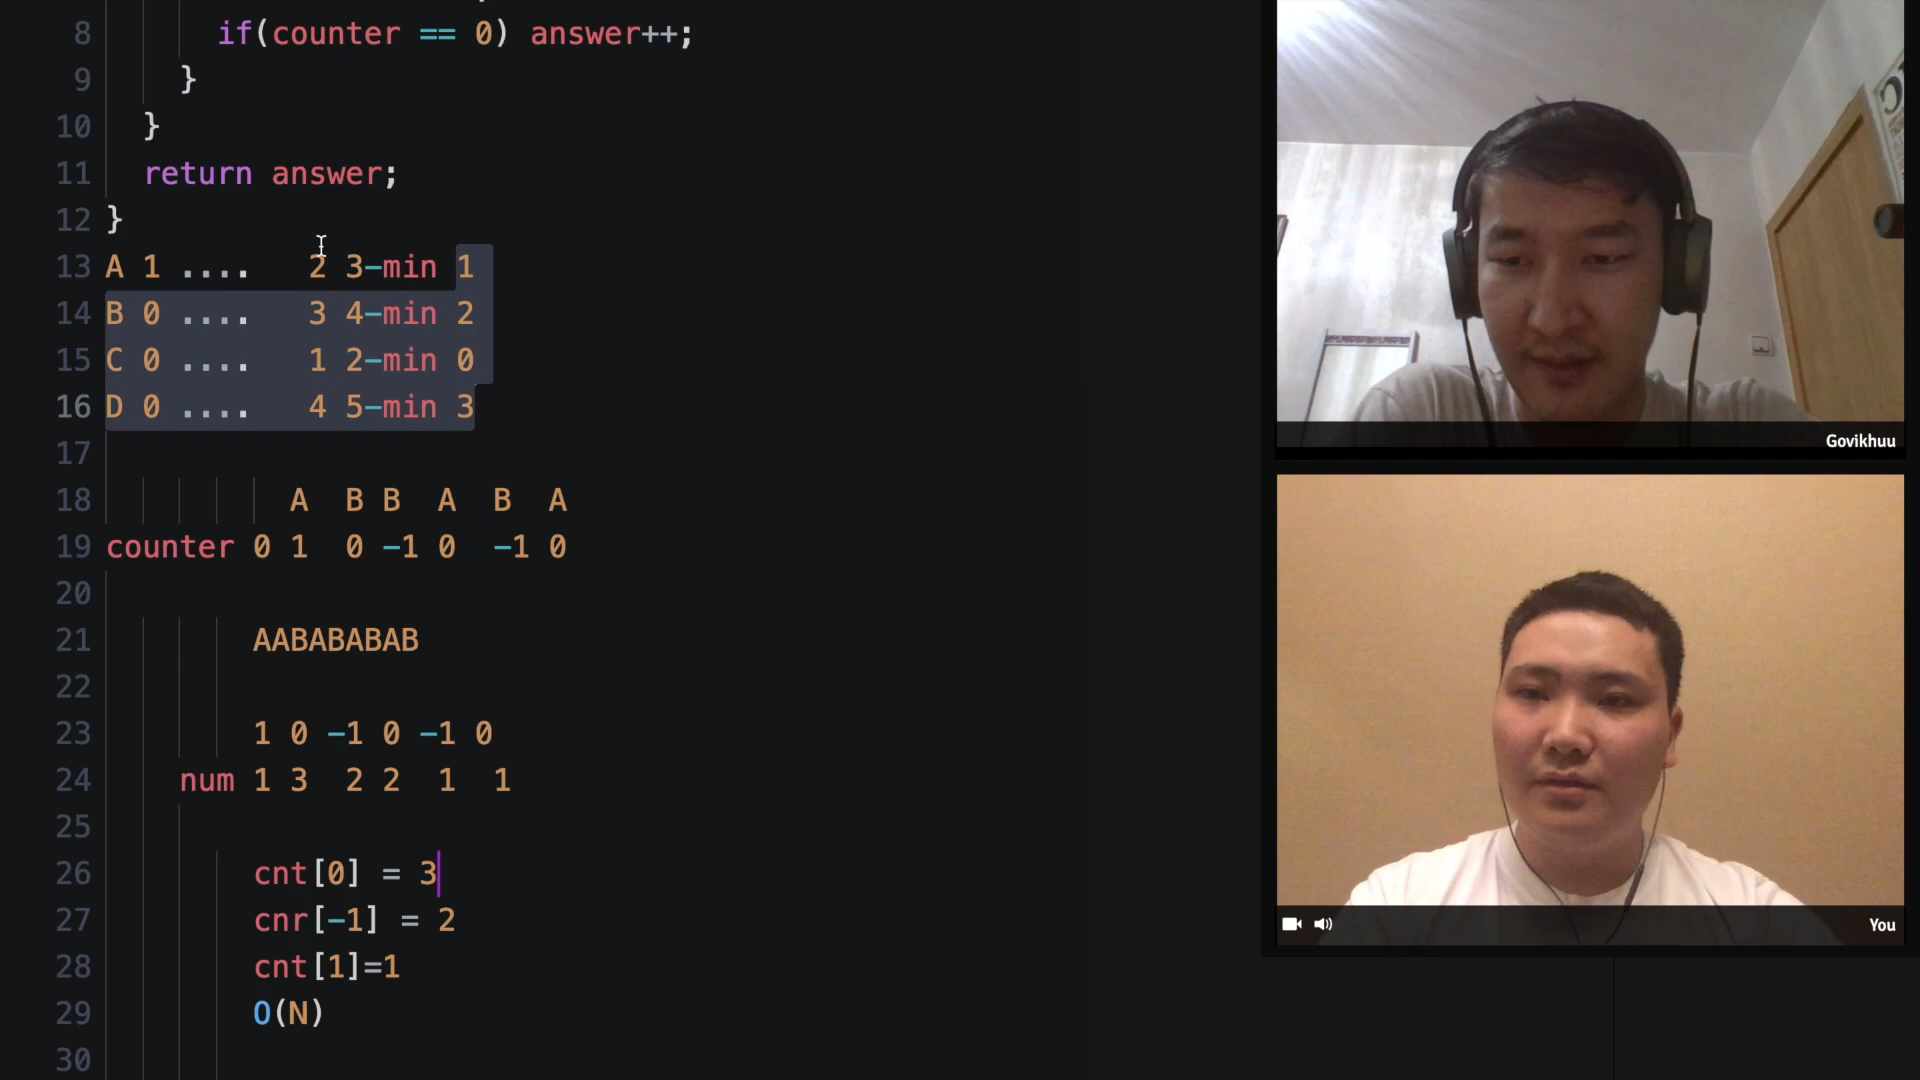 8 if(counter == 0) answer++;
9 }
10 }
11 return answer;
12 }
13 A 1 .... 2 3-min 1
14 B 0 .... 3 4-min 2
15 C 0 .... 1 2-min 0
16 D 0 .... 4 5-min 3
17
18 A B B A B A
19 counter 0 1 0 -1 0 -1 0
20
21 AABABABAB
22
23 1 0 -1 0 -1 0
24 num 1 3 2 2 1 1
25
26 cnt[0] = 3
27 cnr[-1] = 2
28 cnt[1]=1
29 O(N)
30
Govikhuu
You